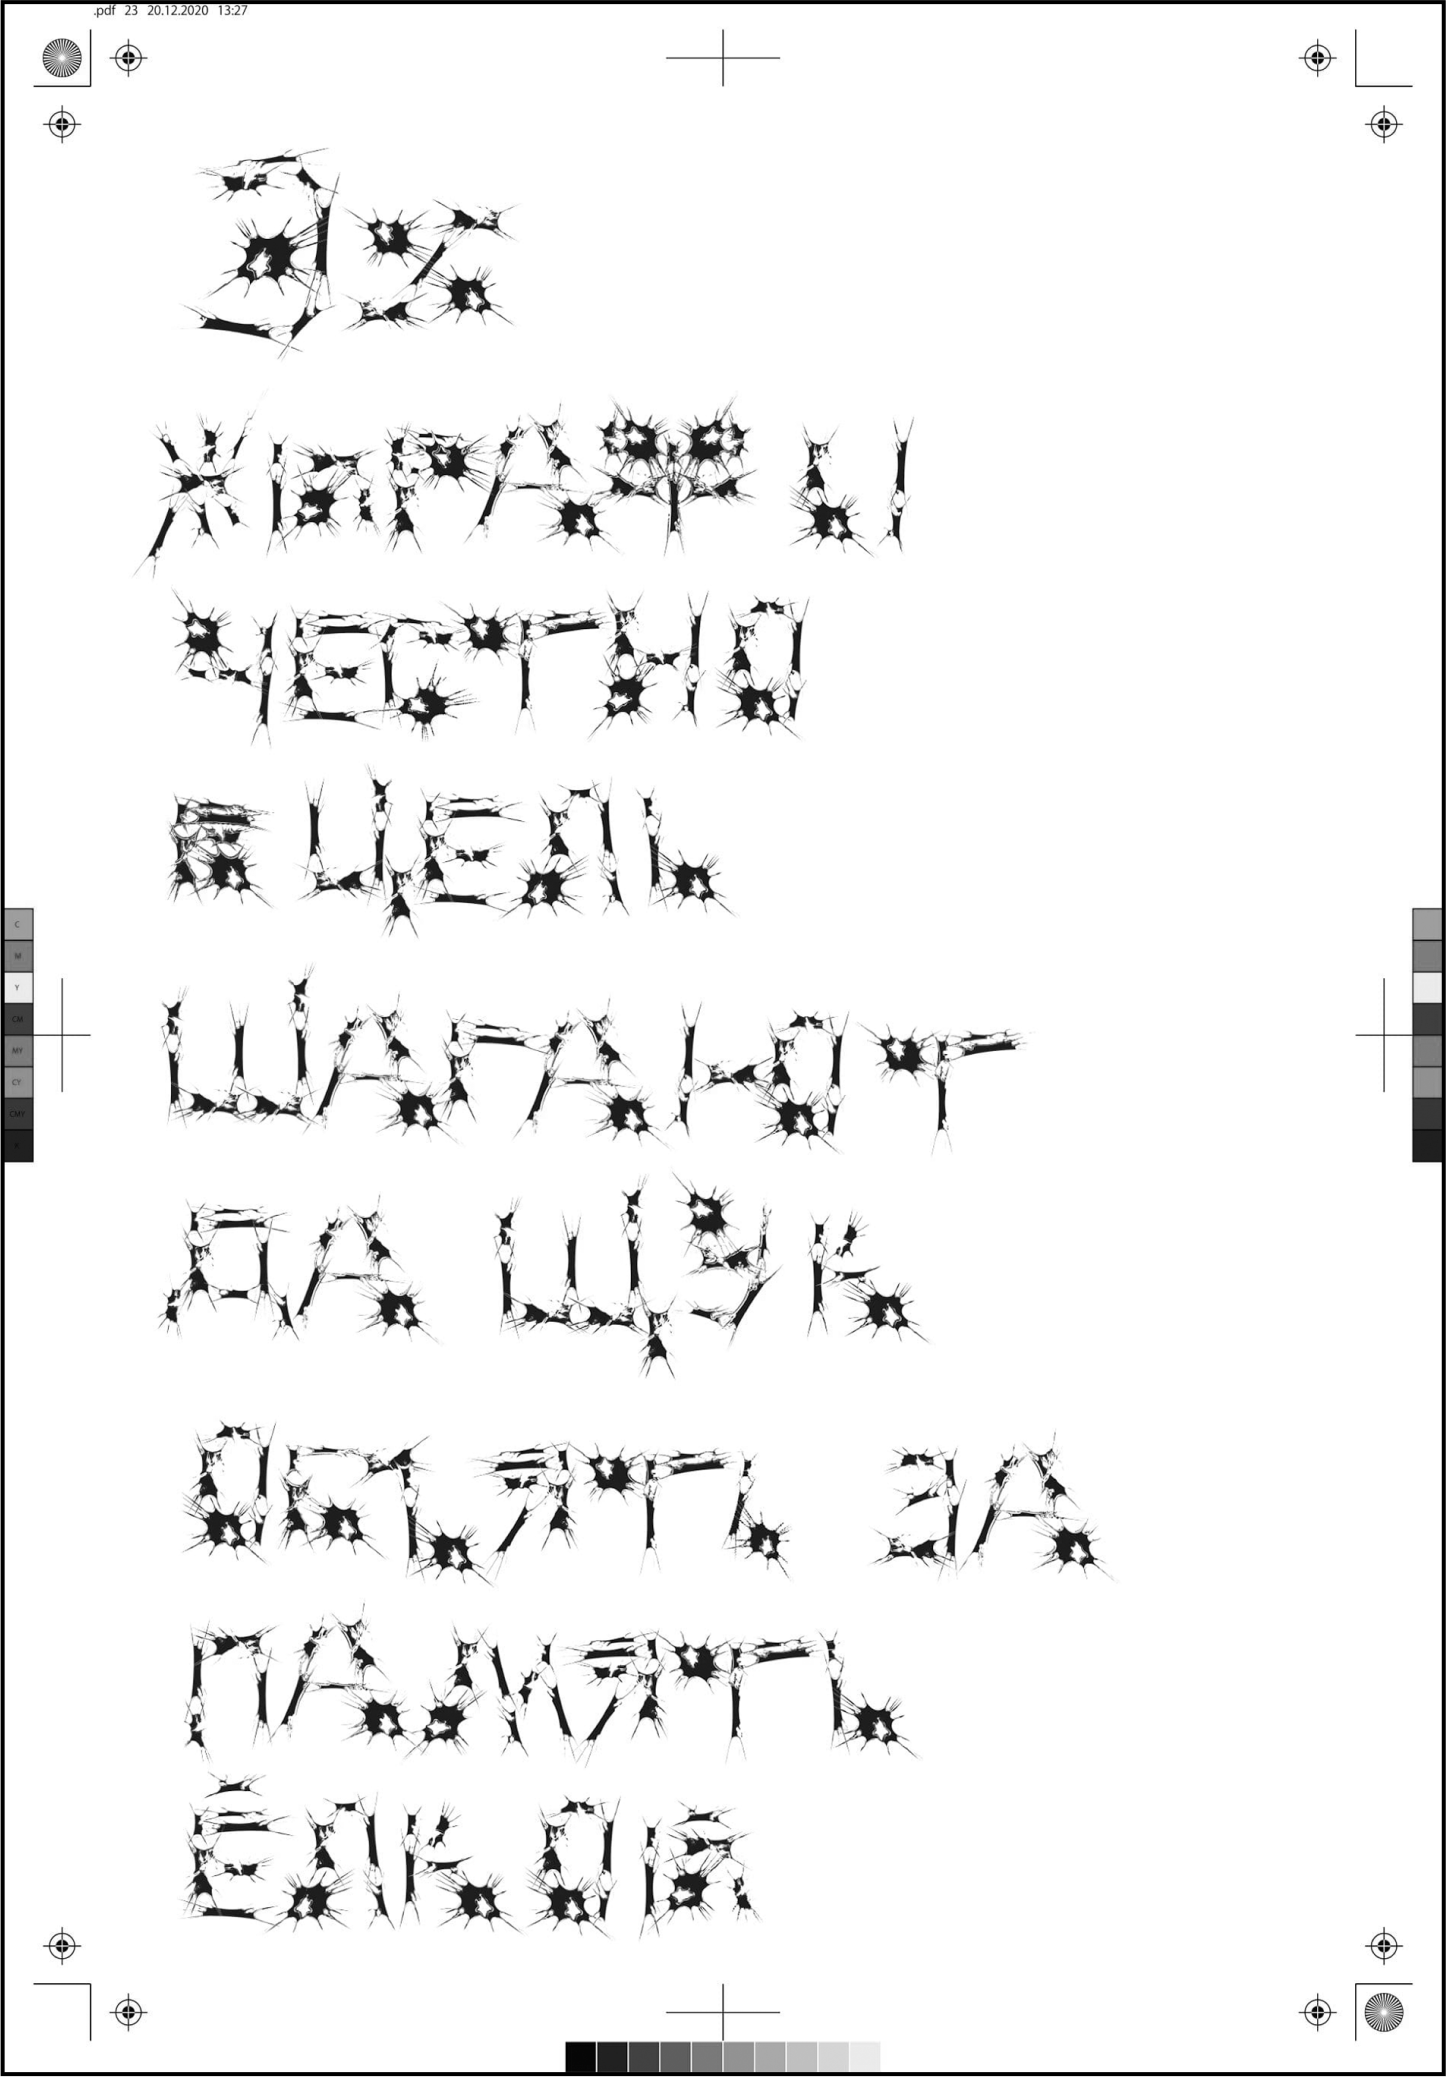 .pdf 23 20.12.2020 13:27
Эх
ЖИРАФЫ
ЧЕСТНО
В ЦЕЛЬ
ШАГАЮТ
ДА ЩУК
ОБЪЯТЬ ЗА
ПАМЯТЬ
ЁЛКОЙ
C
M
Y
CM
MY
CY
CMY